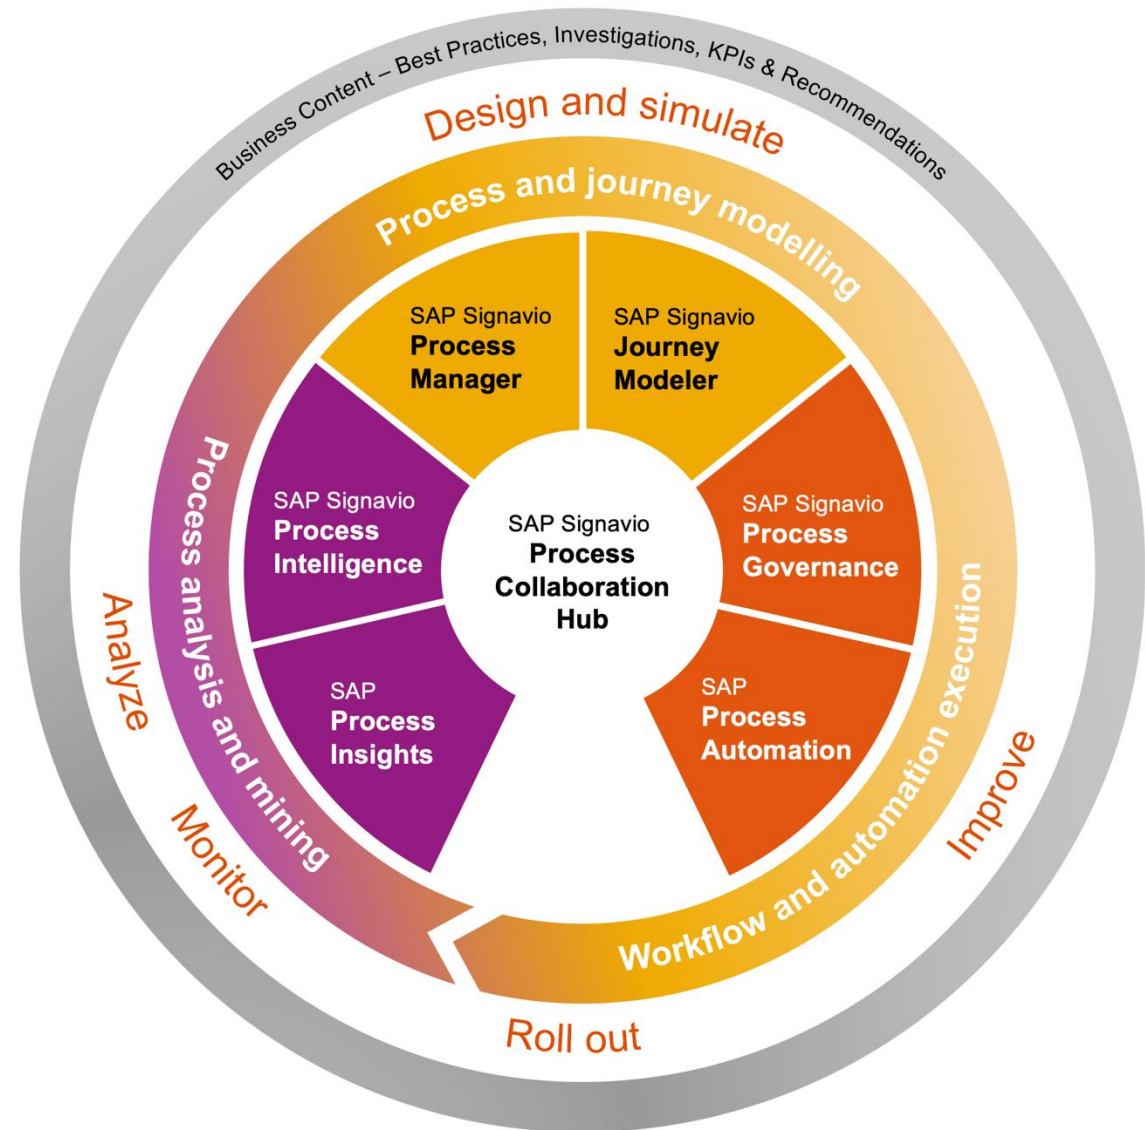 Business Content – Best Practices, Investigations, KPIs & Recommendations
Design and simulate
Process and journey modelling
SAP Signavio
Process
Manager
SAP Signavio
Journey
Modeler
SAP Signavio
Process
Intelligence
SAP Signavio
Process
Collaboration
Hub
SAP Signavio
Process
Governance
SAP
Process
Insights
SAP
Process
Automation
Process analysis and mining
Workflow and automation execution
Analyze
Monitor
Improve
Roll out